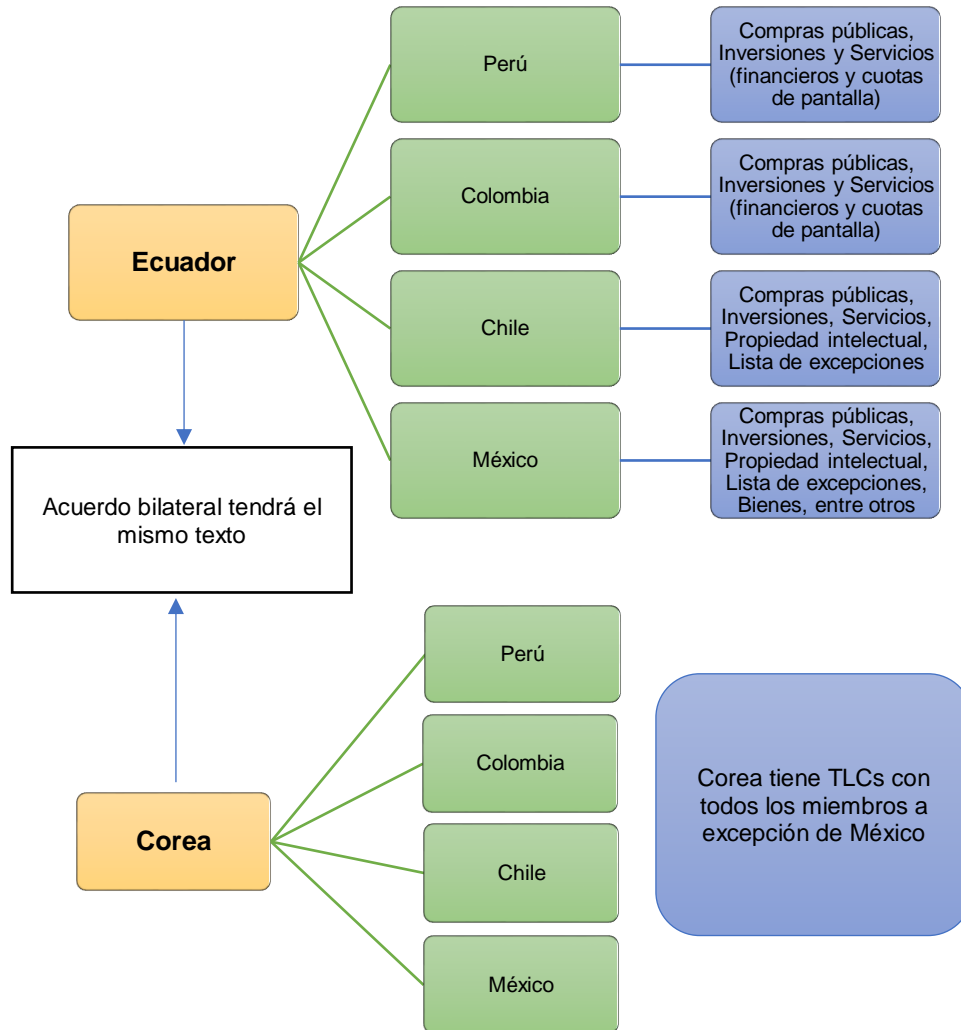 Ecuador
Perú
Compras públicas,
Inversiones y Servicios
(financieros y cuotas
de pantalla)
Colombia
Compras públicas,
Inversiones y Servicios
(financieros y cuotas
de pantalla)
Chile
Compras públicas,
Inversiones, Servicios,
Propiedad intelectual,
Lista de excepciones
México
Compras públicas,
Inversiones, Servicios,
Propiedad intelectual,
Lista de excepciones,
Bienes, entre otros
Acuerdo bilateral tendrá el
mismo texto
Corea
Perú
Colombia
Chile
México
Corea tiene TLCs con
todos los miembros a
excepción de México